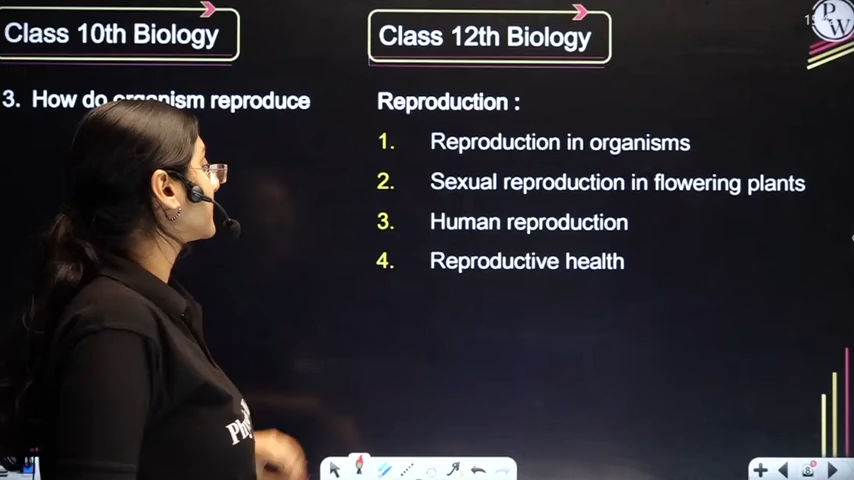 Class 10th Biology
Class 12th Biology
P
W
3. How do organism reproduce
Reproduction :
1. Reproduction in organisms
2. Sexual reproduction in flowering plants
3. Human reproduction
4. Reproductive health
8